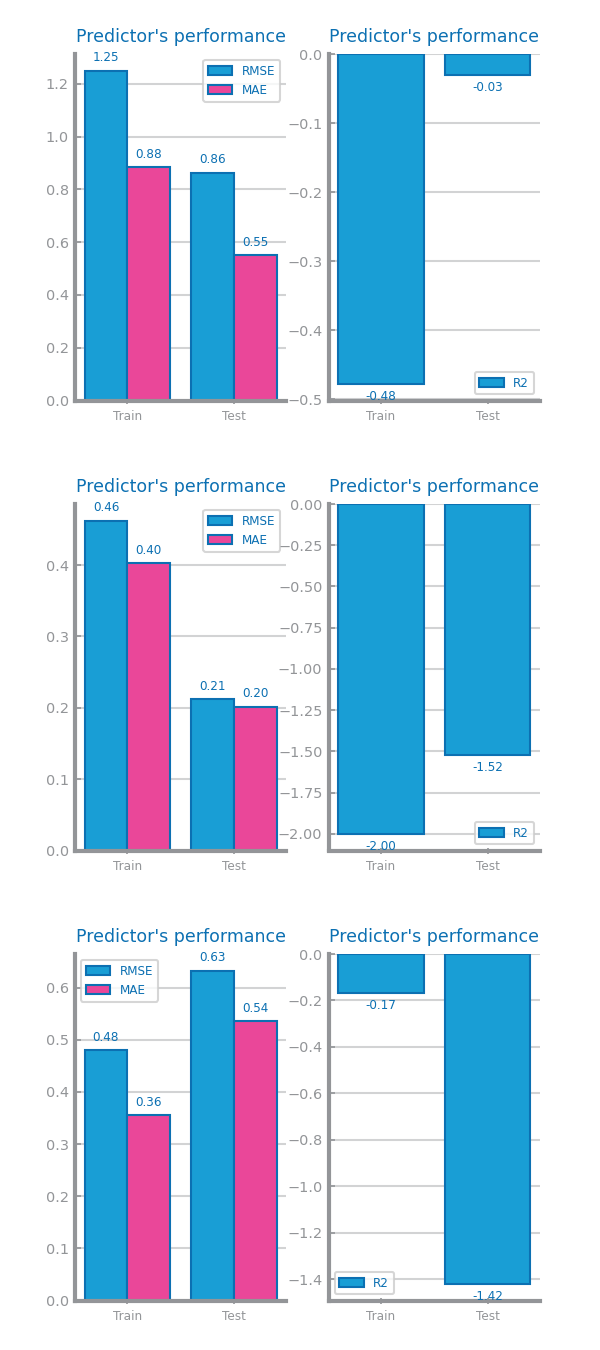 Predictor's performance
1.25
RMSE
MAE
0.88
0.86
0.55
1.2
1.0
0.8
0.6
0.4
0.2
0.0
Train
Test
Predictor's performance
0.0
−0.1
−0.2
−0.3
−0.4
−0.5
-0.03
-0.48
R2
Train
Test
Predictor's performance
0.46
RMSE
MAE
0.40
0.21
0.20
0.4
0.3
0.2
0.1
0.0
Train
Test
Predictor's performance
0.00
−0.25
−0.50
−0.75
−1.00
−1.25
−1.50
−1.75
−2.00
-1.52
-2.00
R2
Train
Test
Predictor's performance
RMSE
MAE
0.63
0.54
0.48
0.36
0.6
0.5
0.4
0.3
0.2
0.1
0.0
Train
Test
Predictor's performance
0.0
−0.2
−0.4
−0.6
−0.8
−1.0
−1.2
−1.4
-0.17
-1.42
R2
Train
Test